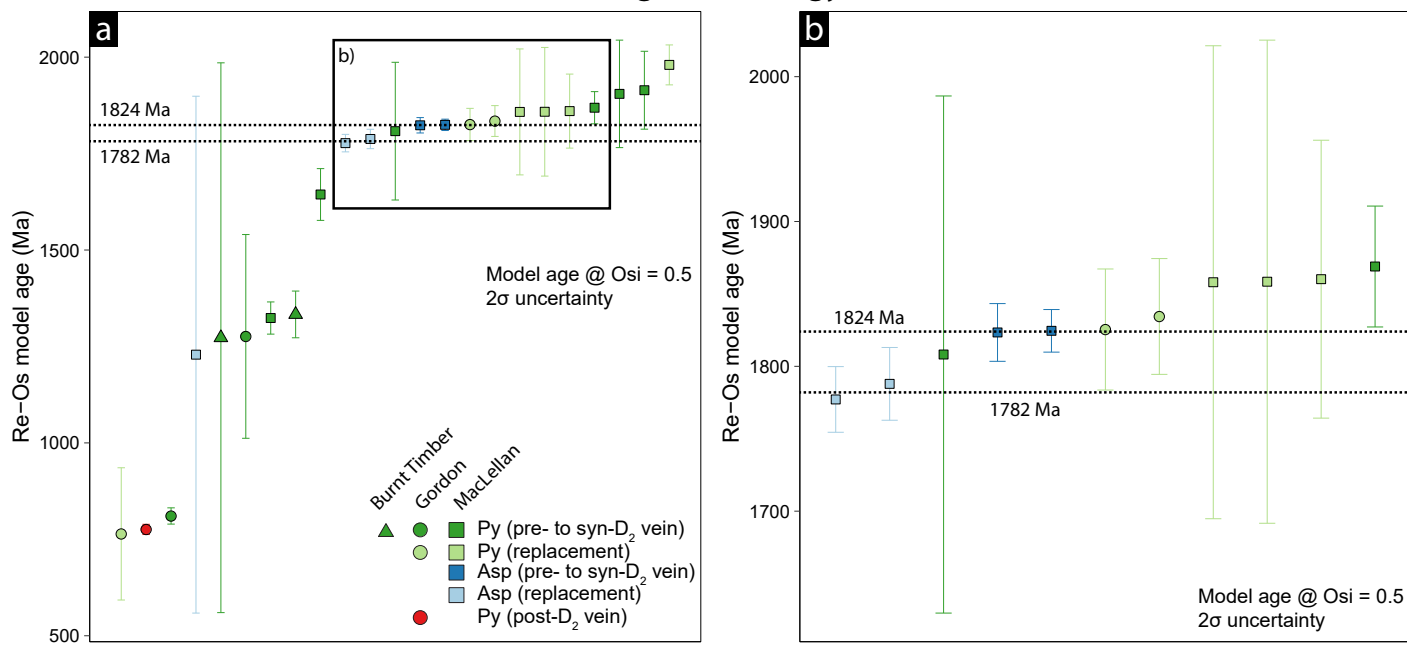 a
b)
2000
1824 Ma
1782 Ma
1500
1000
500
Re−Os model age (Ma)
Model age @ Osi = 0.5
2σ uncertainty
Burnt Timber
Gordon
MacLellan
Py (pre- to syn-D2 vein)
Py (replacement)
Asp (pre- to syn-D2 vein)
Asp (replacement)
Py (post-D2 vein)
b
2000
1900
1824 Ma
1800
1782 Ma
1700
Re−Os model age (Ma)
Model age @ Osi = 0.5
2σ uncertainty